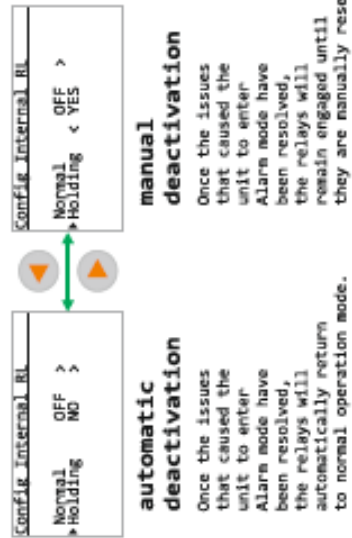 Config Internal RL
Normal OFF >
▸Holding NO >
automatic
deactivation
Once the issues
that caused the
unit to enter
Alarm mode have
been resolved,
the relays will
automatically return
to normal operation mode.
Config Internal RL
Normal OFF >
▸Holding < YES
manual
deactivation
Once the issues
that caused the
unit to enter
Alarm mode have
been resolved,
the relays will
remain engaged until
they are manually rese